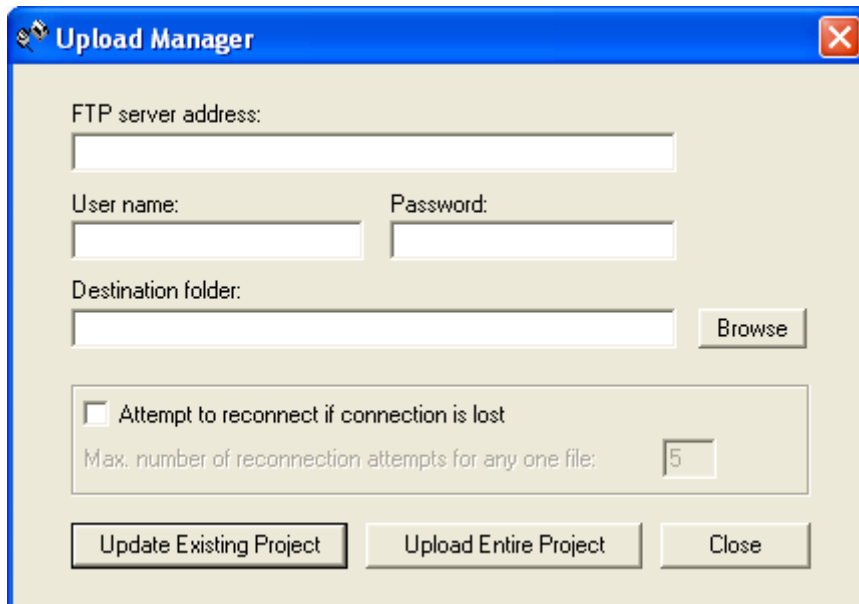 Upload Manager
FTP server address:
User name: Password:
Destination folder:
Browse
Attempt to reconnect if connection is lost
Max. number of reconnection attempts for any one file: 5
Update Existing Project Upload Entire Project Close